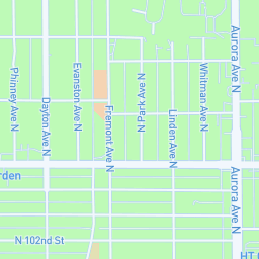 Aurora Ave N
Phinney Ave N
Dayton Ave N
Evanston Ave N
Fremont Ave N
N Park Ave N
Linden Ave N
Whitman Ave N
Aurora Ave N
rden
N 102nd St
HT